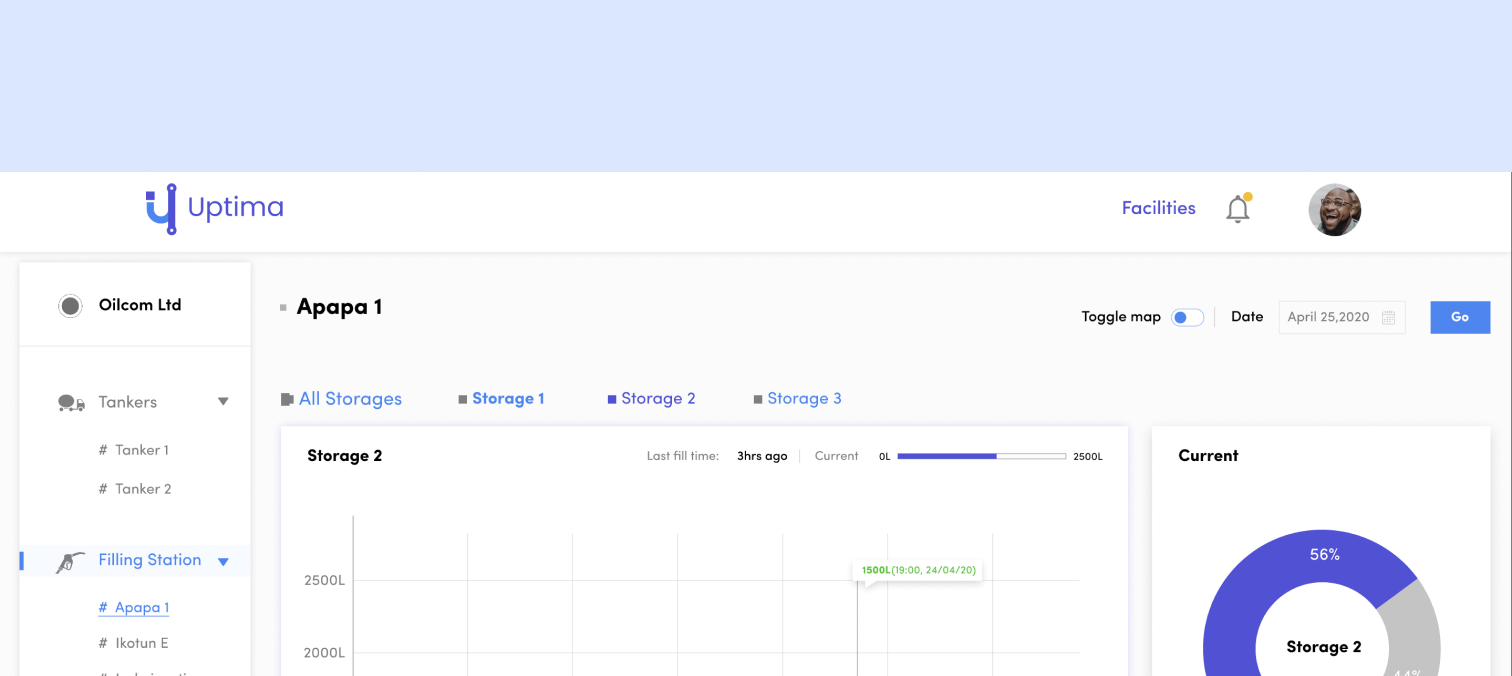 Uptima
Facilities
Oilcom Ltd
Apapa 1
Toggle map
Date
April 25,2020
Go
Tankers
# Tanker 1
# Tanker 2
Filling Station
# Apapa 1
# Ikotun E
All Storages
Storage 1
Storage 2
Storage 3
Storage 2
Last fill time: 3hrs ago
Current 0L 2500L
1500L(19:00, 24/04/20)
2500L
2000L
Current
56%
Storage 2
44%